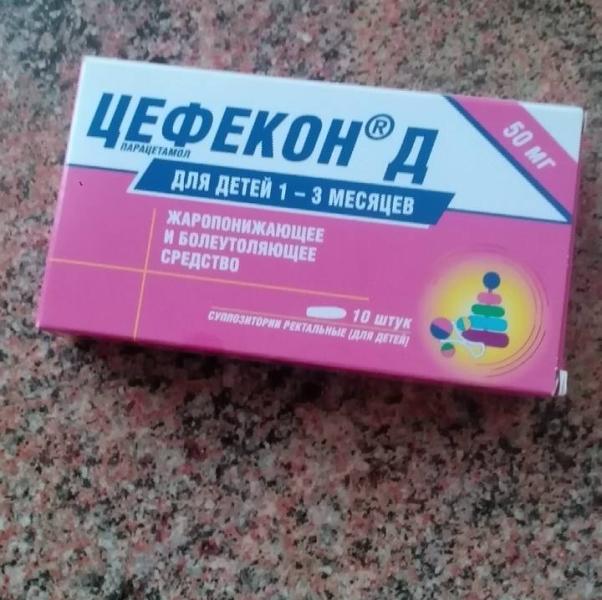 ЦЕФЕКОН® Д
ПАРАЦЕТАМОЛ
50 МГ
ДЛЯ ДЕТЕЙ 1 – 3 МЕСЯЦЕВ
ЖАРОПОНИЖАЮЩЕЕ
И БОЛЕУТОЛЯЮЩЕЕ
СРЕДСТВО
10 ШТУК
СУППОЗИТОРИИ РЕКТАЛЬНЫЕ (ДЛЯ ДЕТЕЙ)